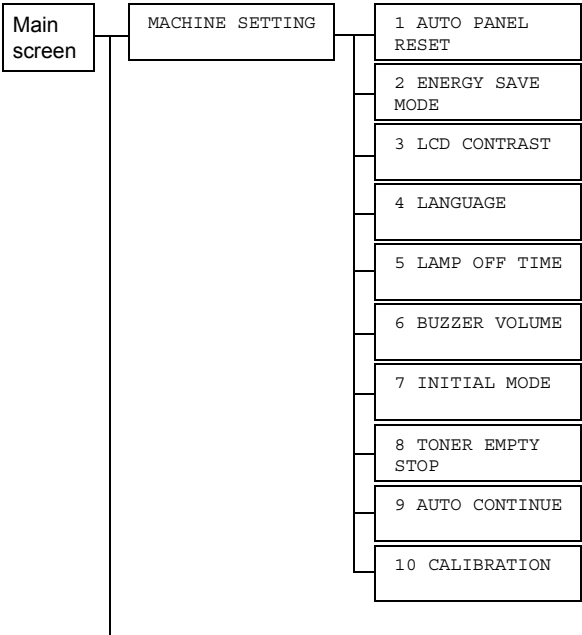 Main
screen
MACHINE SETTING
1 AUTO PANEL
RESET
2 ENERGY SAVE
MODE
3 LCD CONTRAST
4 LANGUAGE
5 LAMP OFF TIME
6 BUZZER VOLUME
7 INITIAL MODE
8 TONER EMPTY
STOP
9 AUTO CONTINUE
10 CALIBRATION